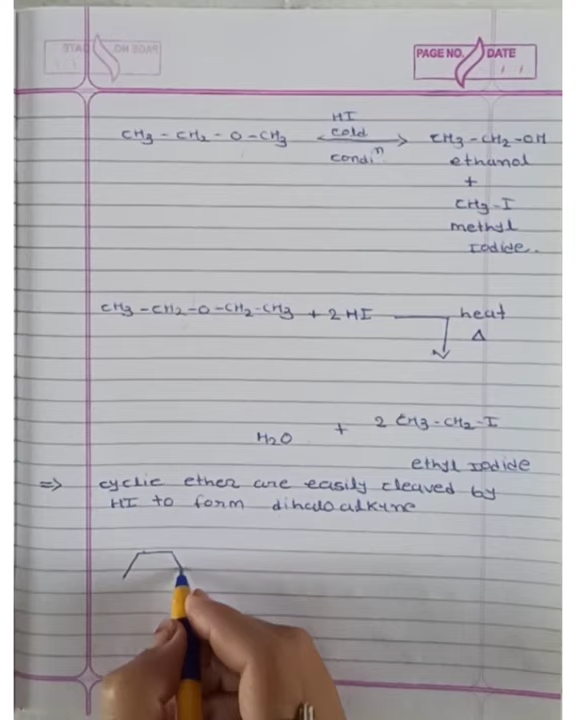 PAGE NO. DATE
CH3-CH2-O-CH3 HI cold condiⁿ CH3-CH2-OH
ethanol
+
CH3-I
methyl
Iodide..
CH3-CH2-O-CH2-CH3 + 2HI heat
Δ
H2O + 2 CH3-CH2-I
ethyl Iodide
⇒ cyclic ether are easily cleaved by
HI to form dihaloalkyne